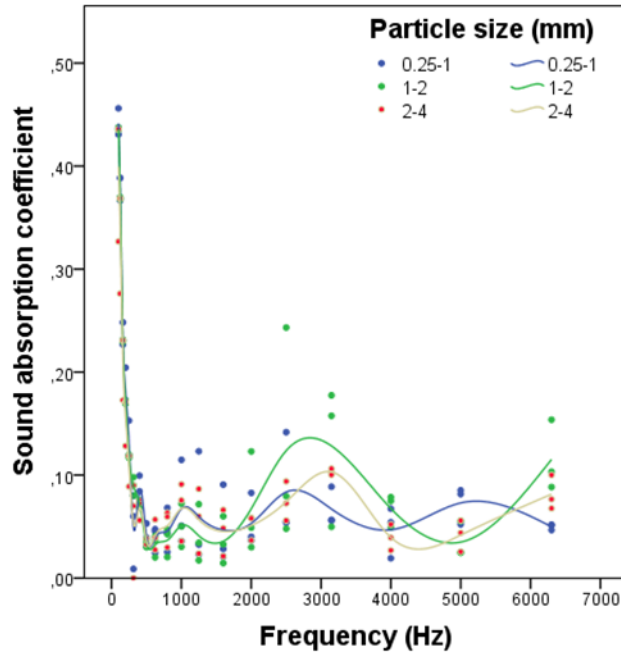 Particle size (mm)
0.25-1 0.25-1
1-2 1-2
2-4 2-4
,50
,40
,30
,20
,10
,00
Sound absorption coefficient
0 1000 2000 3000 4000 5000 6000 7000
Frequency (Hz)